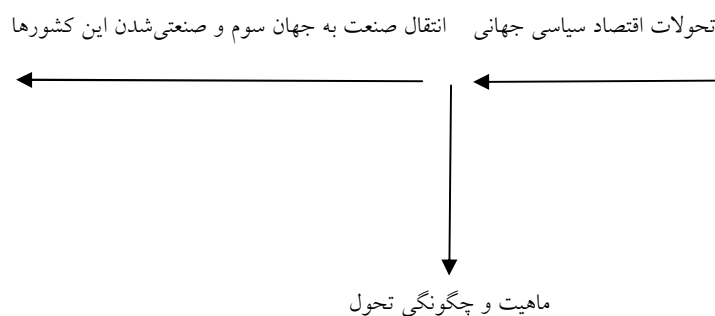 تحولات اقتصاد سیاسی جهانی    انتقال صنعت به جهان سوم و صنعتی‌شدن این کشورها
ماهیت و چگونگی تحول